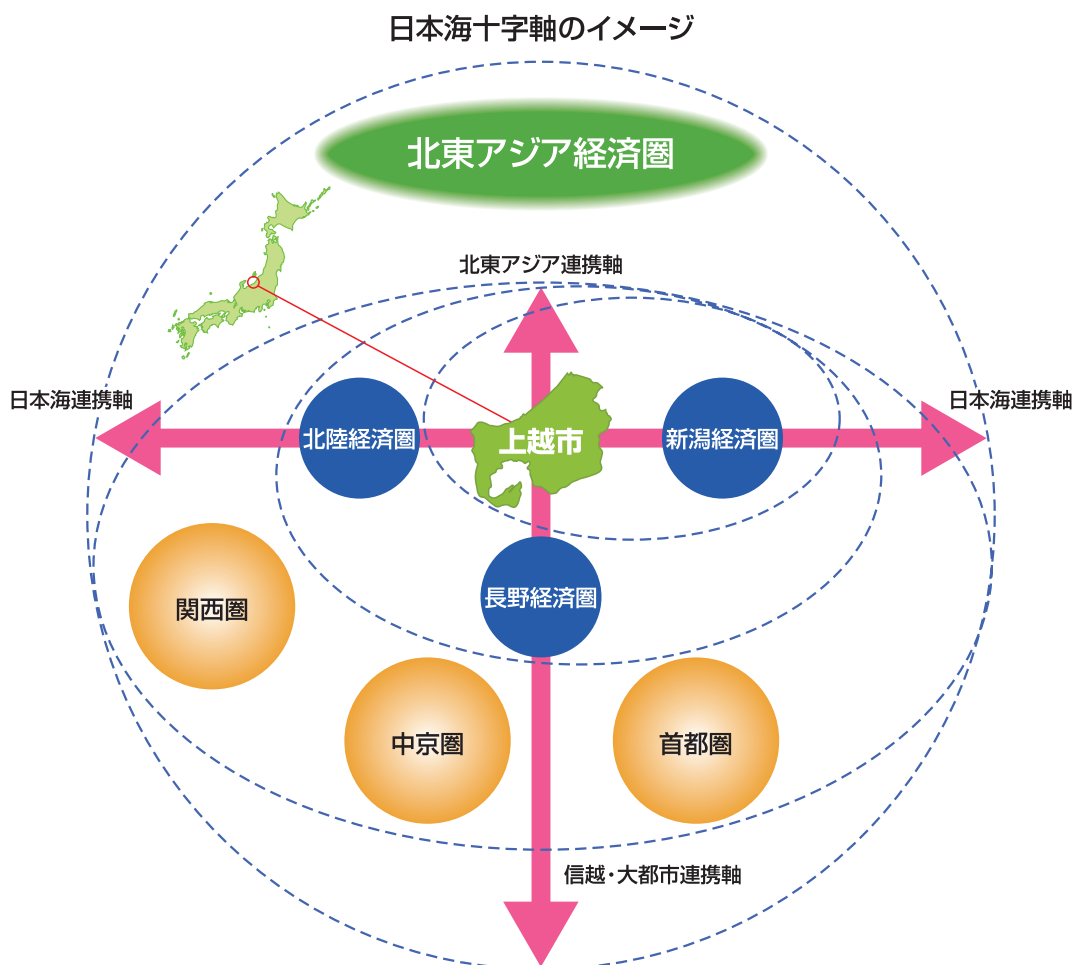 日本海十字軸のイメージ
北東アジア経済圏
北東アジア連携軸
日本海連携軸
日本海連携軸
北陸経済圏
上越市
新潟経済圏
長野経済圏
関西圏
中京圏
首都圏
信越・大都市連携軸